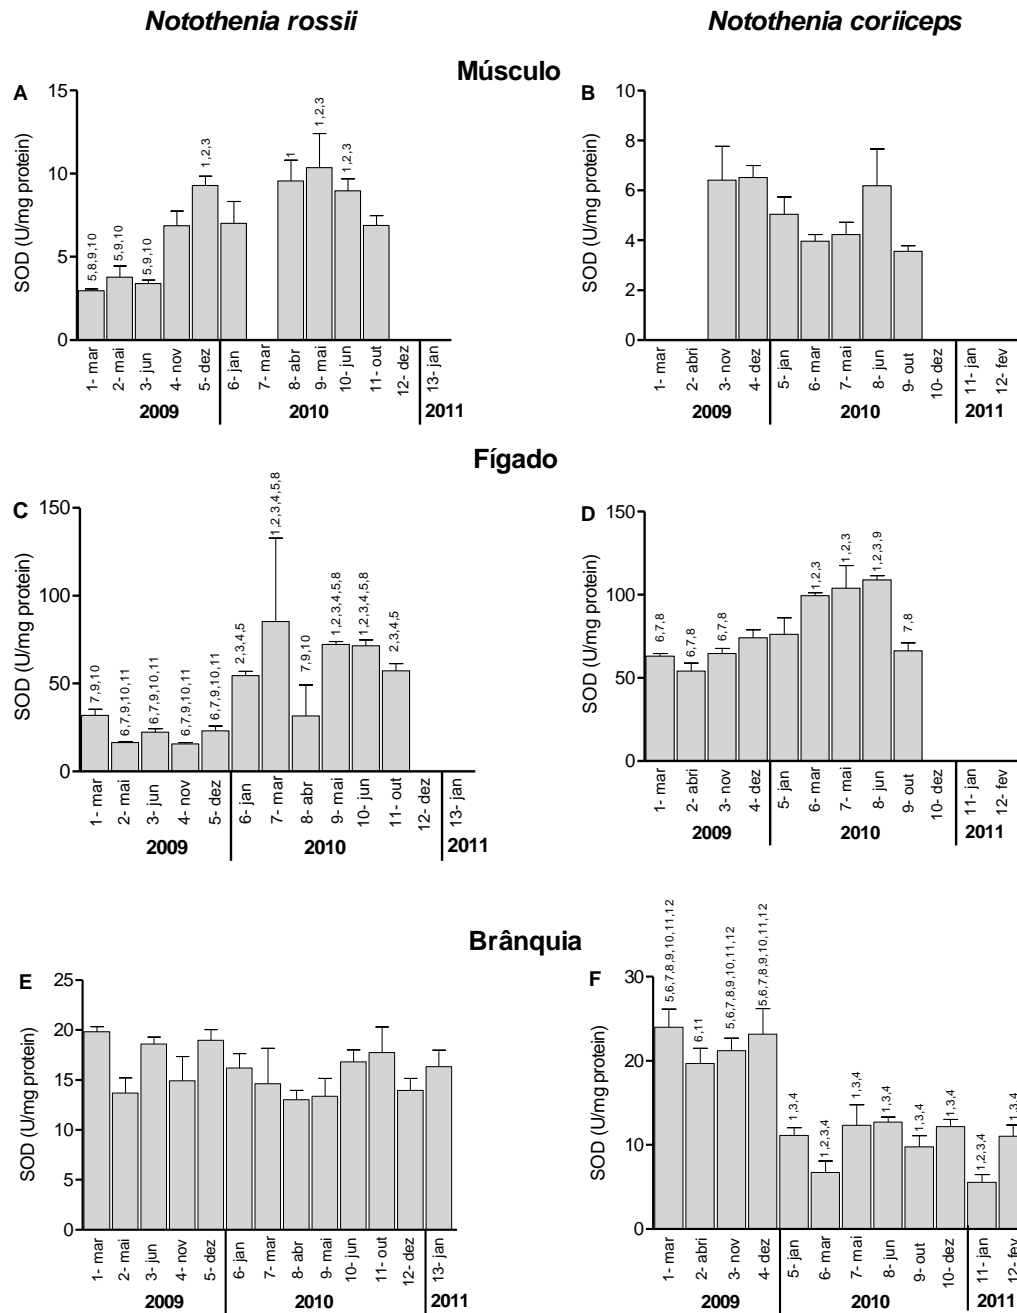 Notothenia rossii
Notothenia coriiceps
Músculo
A
SOD (U/mg protein)
15
10
5
0
5,8,9,10
5,9,10
5,9,10
1,2,3
1
1,2,3
1,2,3
1- mar
2- mai
3- jun
4- nov
5- dez
6- jan
7- mar
8- abr
9- mai
10- jun
11- out
12- dez
13- jan
2009
2010
2011
B
SOD (U/mg protein)
10
8
6
4
2
0
1- mar
2- abri
3- nov
4- dez
5- jan
6- mar
7- mai
8- jun
9- out
10- dez
11- jan
12- fev
2009
2010
2011
Fígado
C
SOD (U/mg protein)
150
100
50
0
7,9,10
6,7,9,10,11
6,7,9,10,11
6,7,9,10,11
6,7,9,10,11
2,3,4,5
1,2,3,4,5,8
7,9,10
1,2,3,4,5,8
1,2,3,4,5,8
2,3,4,5
1- mar
2- mai
3- jun
4- nov
5- dez
6- jan
7- mar
8- abr
9- mai
10- jun
11- out
12- dez
13- jan
2009
2010
2011
D
SOD (U/mg protein)
150
100
50
0
6,7,8
6,7,8
6,7,8
1,2,3
1,2,3
1,2,3,9
7,8
1- mar
2- abri
3- nov
4- dez
5- jan
6- mar
7- mai
8- jun
9- out
10- dez
11- jan
12- fev
2009
2010
2011
Brânquia
E
SOD (U/mg protein)
25
20
15
10
5
0
1- mar
2- mai
3- jun
4- nov
5- dez
6- jan
7- mar
8- abr
9- mai
10- jun
11- out
12- dez
13- jan
2009
2010
2011
F
SOD (U/mg protein)
30
20
10
0
5,6,7,8,9,10,11,12
6,11
5,6,7,8,9,10,11,12
5,6,7,8,9,10,11,12
1,3,4
1,2,3,4
1,3,4
1,3,4
1,3,4
1,3,4
1,2,3,4
1,3,4
1- mar
2- abri
3- nov
4- dez
5- jan
6- mar
7- mai
8- jun
9- out
10- dez
11- jan
12- fev
2009
2010
2011